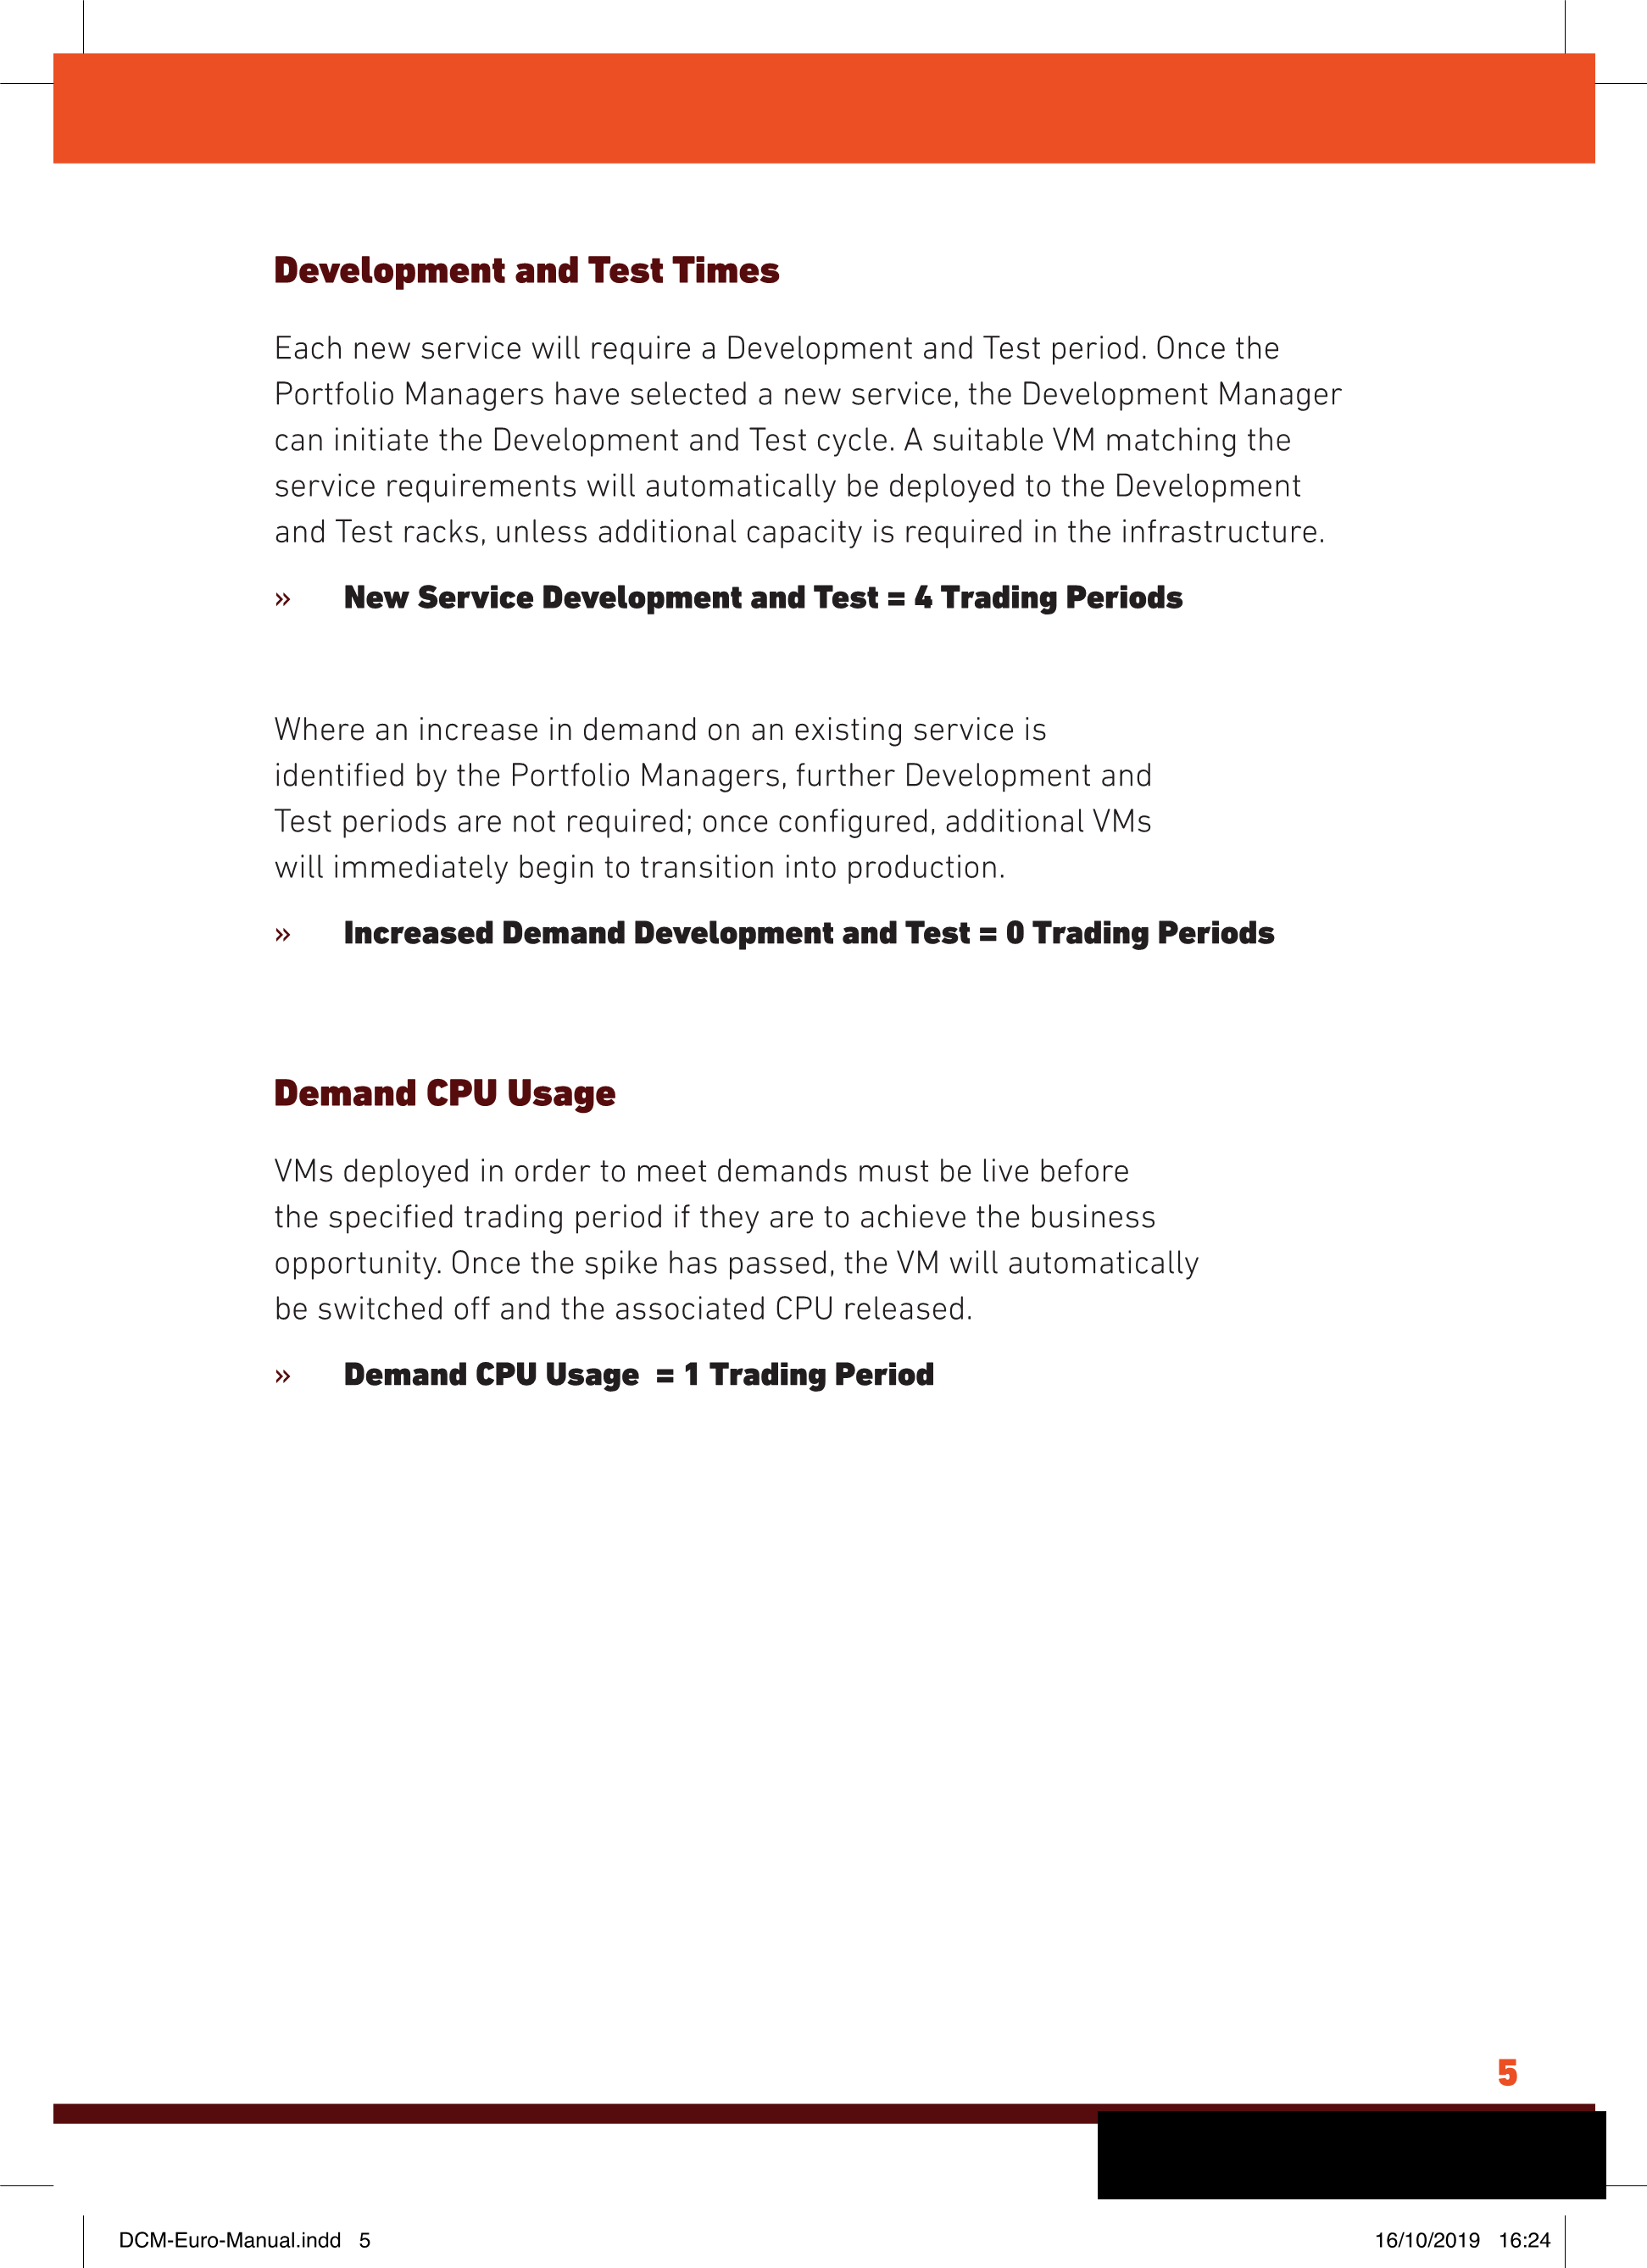 Development and Test Times
Each new service will require a Development and Test period. Once the
Portfolio Managers have selected a new service, the Development Manager
can initiate the Development and Test cycle. A suitable VM matching the
service requirements will automatically be deployed to the Development
and Test racks, unless additional capacity is required in the infrastructure.
» New Service Development and Test = 4 Trading Periods
Where an increase in demand on an existing service is
identified by the Portfolio Managers, further Development and
Test periods are not required; once configured, additional VMs
will immediately begin to transition into production.
» Increased Demand Development and Test = 0 Trading Periods
Demand CPU Usage
VMs deployed in order to meet demands must be live before
the specified trading period if they are to achieve the business
opportunity. Once the spike has passed, the VM will automatically
be switched off and the associated CPU released.
» Demand CPU Usage = 1 Trading Period
5
DCM-Euro-Manual.indd 5
16/10/2019 16:24